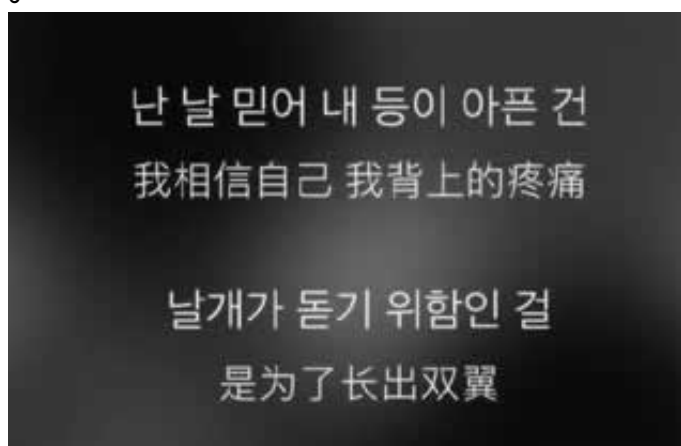 난 날 믿어 내 등이 아픈 건
我相信自己 我背上的疼痛
날개가 돋기 위함인 걸
是为了长出双翼